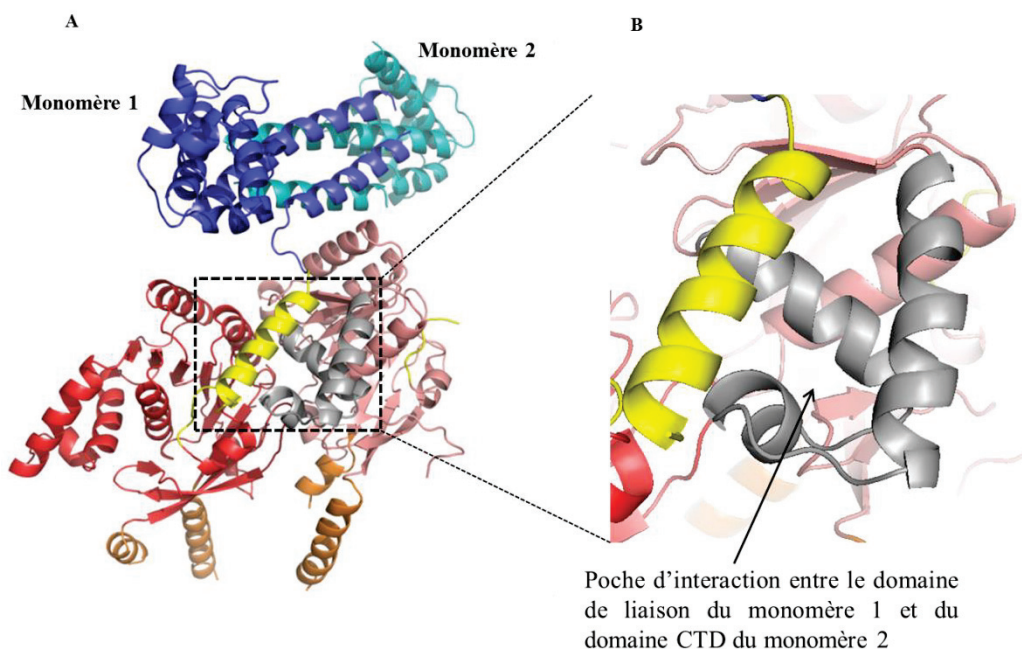 A
B
Monomère 1
Monomère 2
Poche d'interaction entre le domaine
de liaison du monomère 1 et du
domaine CTD du monomère 2